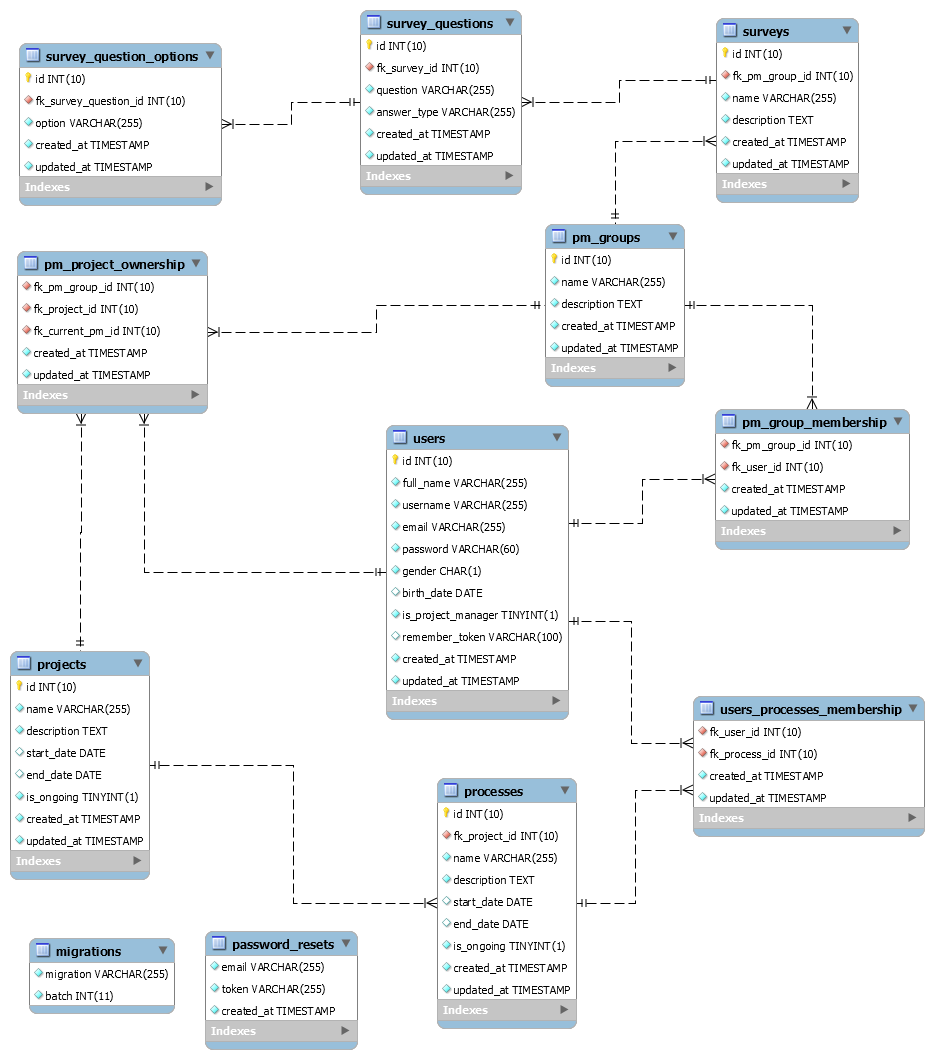 survey_question_options
id INT(10)
fk_survey_question_id INT(10)
option VARCHAR(255)
created_at TIMESTAMP
updated_at TIMESTAMP
Indexes
survey_questions
id INT(10)
fk_survey_id INT(10)
question VARCHAR(255)
answer_type VARCHAR(255)
created_at TIMESTAMP
updated_at TIMESTAMP
Indexes
surveys
id INT(10)
fk_pm_group_id INT(10)
name VARCHAR(255)
description TEXT
created_at TIMESTAMP
updated_at TIMESTAMP
Indexes
pm_project_ownership
fk_pm_group_id INT(10)
fk_project_id INT(10)
fk_current_pm_id INT(10)
created_at TIMESTAMP
updated_at TIMESTAMP
Indexes
pm_groups
id INT(10)
name VARCHAR(255)
description TEXT
created_at TIMESTAMP
updated_at TIMESTAMP
Indexes
users
id INT(10)
full_name VARCHAR(255)
username VARCHAR(255)
email VARCHAR(255)
password VARCHAR(60)
gender CHAR(1)
birth_date DATE
is_project_manager TINYINT(1)
remember_token VARCHAR(100)
created_at TIMESTAMP
updated_at TIMESTAMP
Indexes
pm_group_membership
fk_pm_group_id INT(10)
fk_user_id INT(10)
created_at TIMESTAMP
updated_at TIMESTAMP
Indexes
projects
id INT(10)
name VARCHAR(255)
description TEXT
start_date DATE
end_date DATE
is_ongoing TINYINT(1)
created_at TIMESTAMP
updated_at TIMESTAMP
Indexes
processes
id INT(10)
fk_project_id INT(10)
name VARCHAR(255)
description TEXT
start_date DATE
end_date DATE
is_ongoing TINYINT(1)
created_at TIMESTAMP
updated_at TIMESTAMP
Indexes
users_processes_membership
fk_user_id INT(10)
fk_process_id INT(10)
created_at TIMESTAMP
updated_at TIMESTAMP
Indexes
migrations
migration VARCHAR(255)
batch INT(11)
password_resets
email VARCHAR(255)
token VARCHAR(255)
created_at TIMESTAMP
Indexes